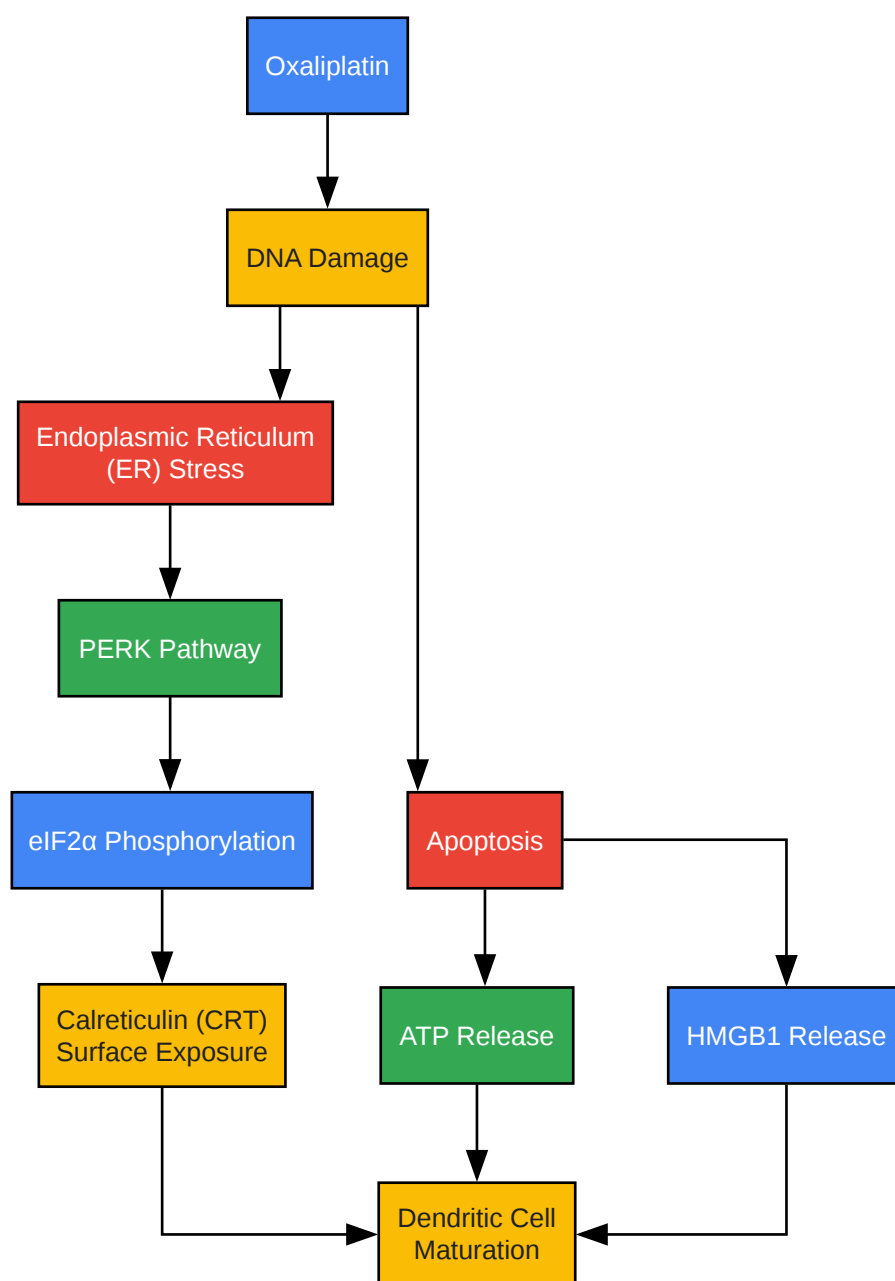 Oxaliplatin
DNA Damage
Endoplasmic Reticulum
(ER) Stress
PERK Pathway
eIF2α Phosphorylation
Apoptosis
Calreticulin (CRT)
Surface Exposure
ATP Release
HMGB1 Release
Dendritic Cell
Maturation